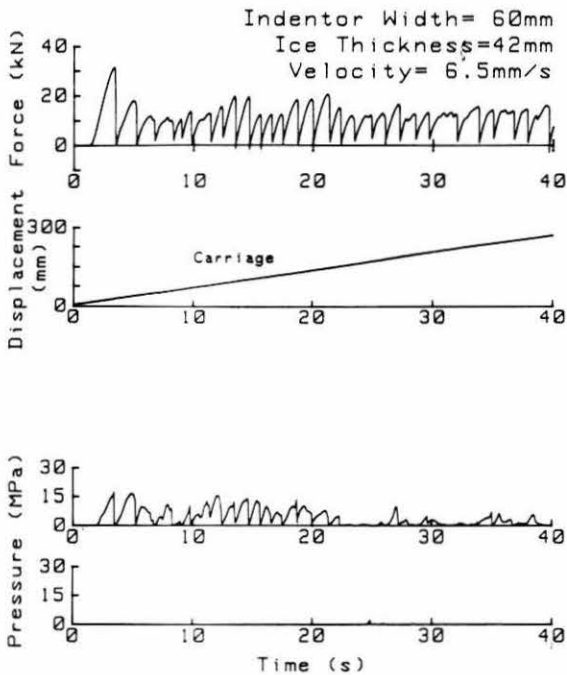 Indentor Width= 60mm
Ice Thickness=42mm
Velocity= 6.5mm/s
Force (kN)
40
20
0
0 10 20 30 40
Displacement
(mm)
300
0
Carriage
0 10 20 30 40
Pressure (MPa)
30
15
0
0 10 20 30 40
30
15
0
0 10 20 30 40
Time (s)